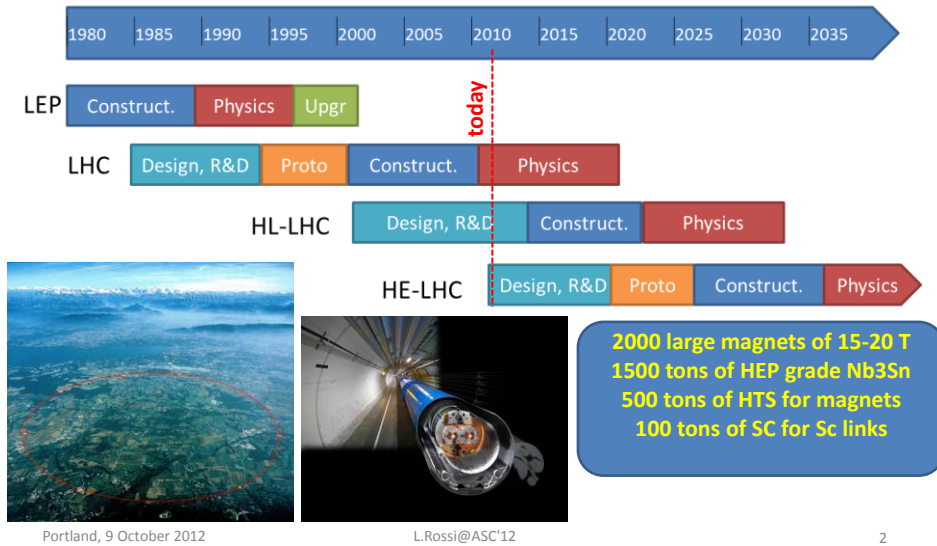 1980 1985 1990 1995 2000 2005 2010 2015 2020 2025 2030 2035
today
LEP Construct. Physics Upgr
LHC Design, R&D Proto Construct. Physics
HL-LHC Design, R&D Construct. Physics
HE-LHC Design, R&D Proto Construct. Physics
2000 large magnets of 15-20 T
1500 tons of HEP grade Nb3Sn
500 tons of HTS for magnets
100 tons of SC for Sc links
Portland, 9 October 2012 L.Rossi@ASC'12 2